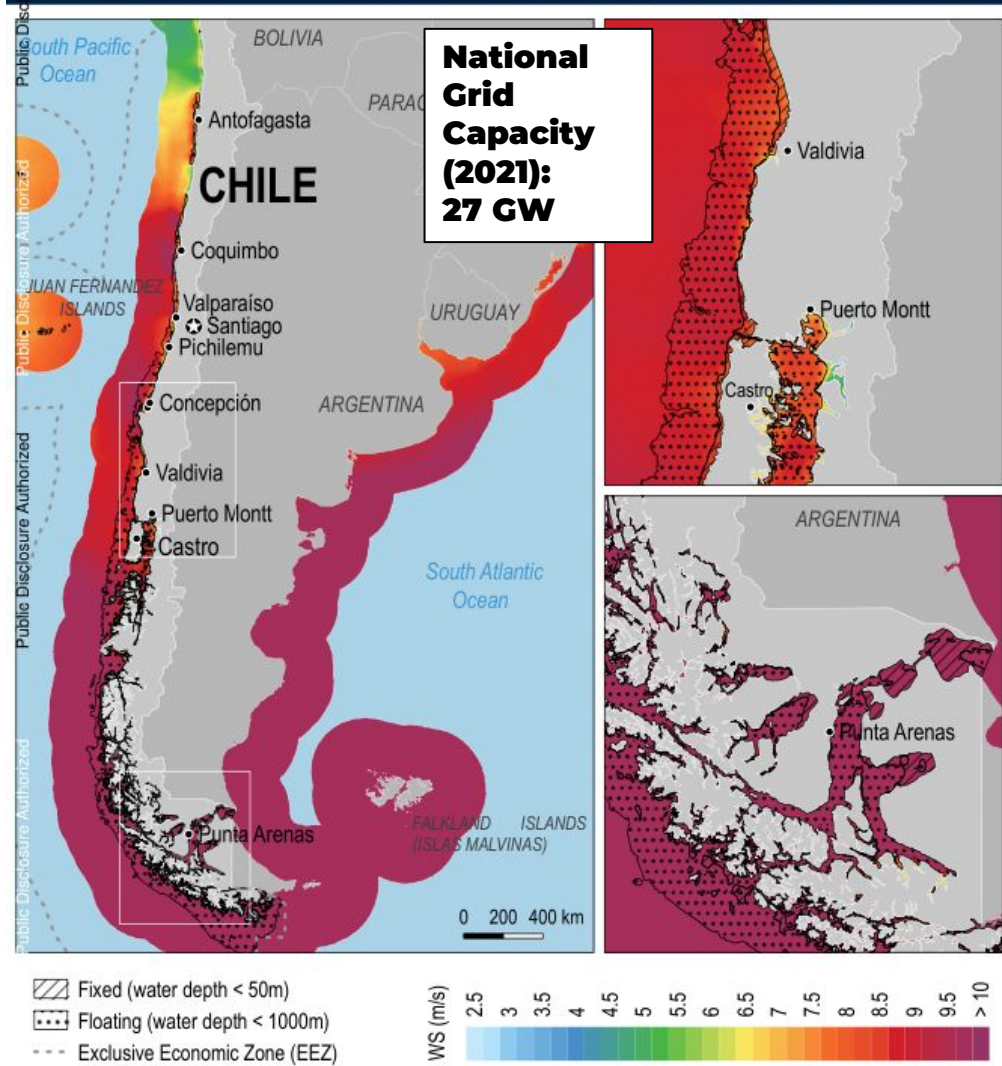 Public Disc
Public Disclosure Authorized
Public Disclosure Authorized
Public Disclosure Authorized
South Pacific
Ocean
BOLIVIA
PARAG
National
Grid
Capacity
(2021):
27 GW
Antofagasta
CHILE
Coquimbo
JUAN FERNANDEZ
ISLANDS
Valparaíso
Santiago
Pichilemu
URUGUAY
Concepción
ARGENTINA
Valdivia
Puerto Montt
Castro
South Atlantic
Ocean
Punta Arenas
FALKLAND ISLANDS
(ISLAS MALVINAS)
0 200 400 km
Valdivia
Puerto Montt
Castro
ARGENTINA
Punta Arenas
Fixed (water depth < 50m)
Floating (water depth < 1000m)
Exclusive Economic Zone (EEZ)
WS (m/s)
2.5 3 3.5 4 4.5 5 5.5 6 6.5 7 7.5 8 8.5 9 9.5 > 10